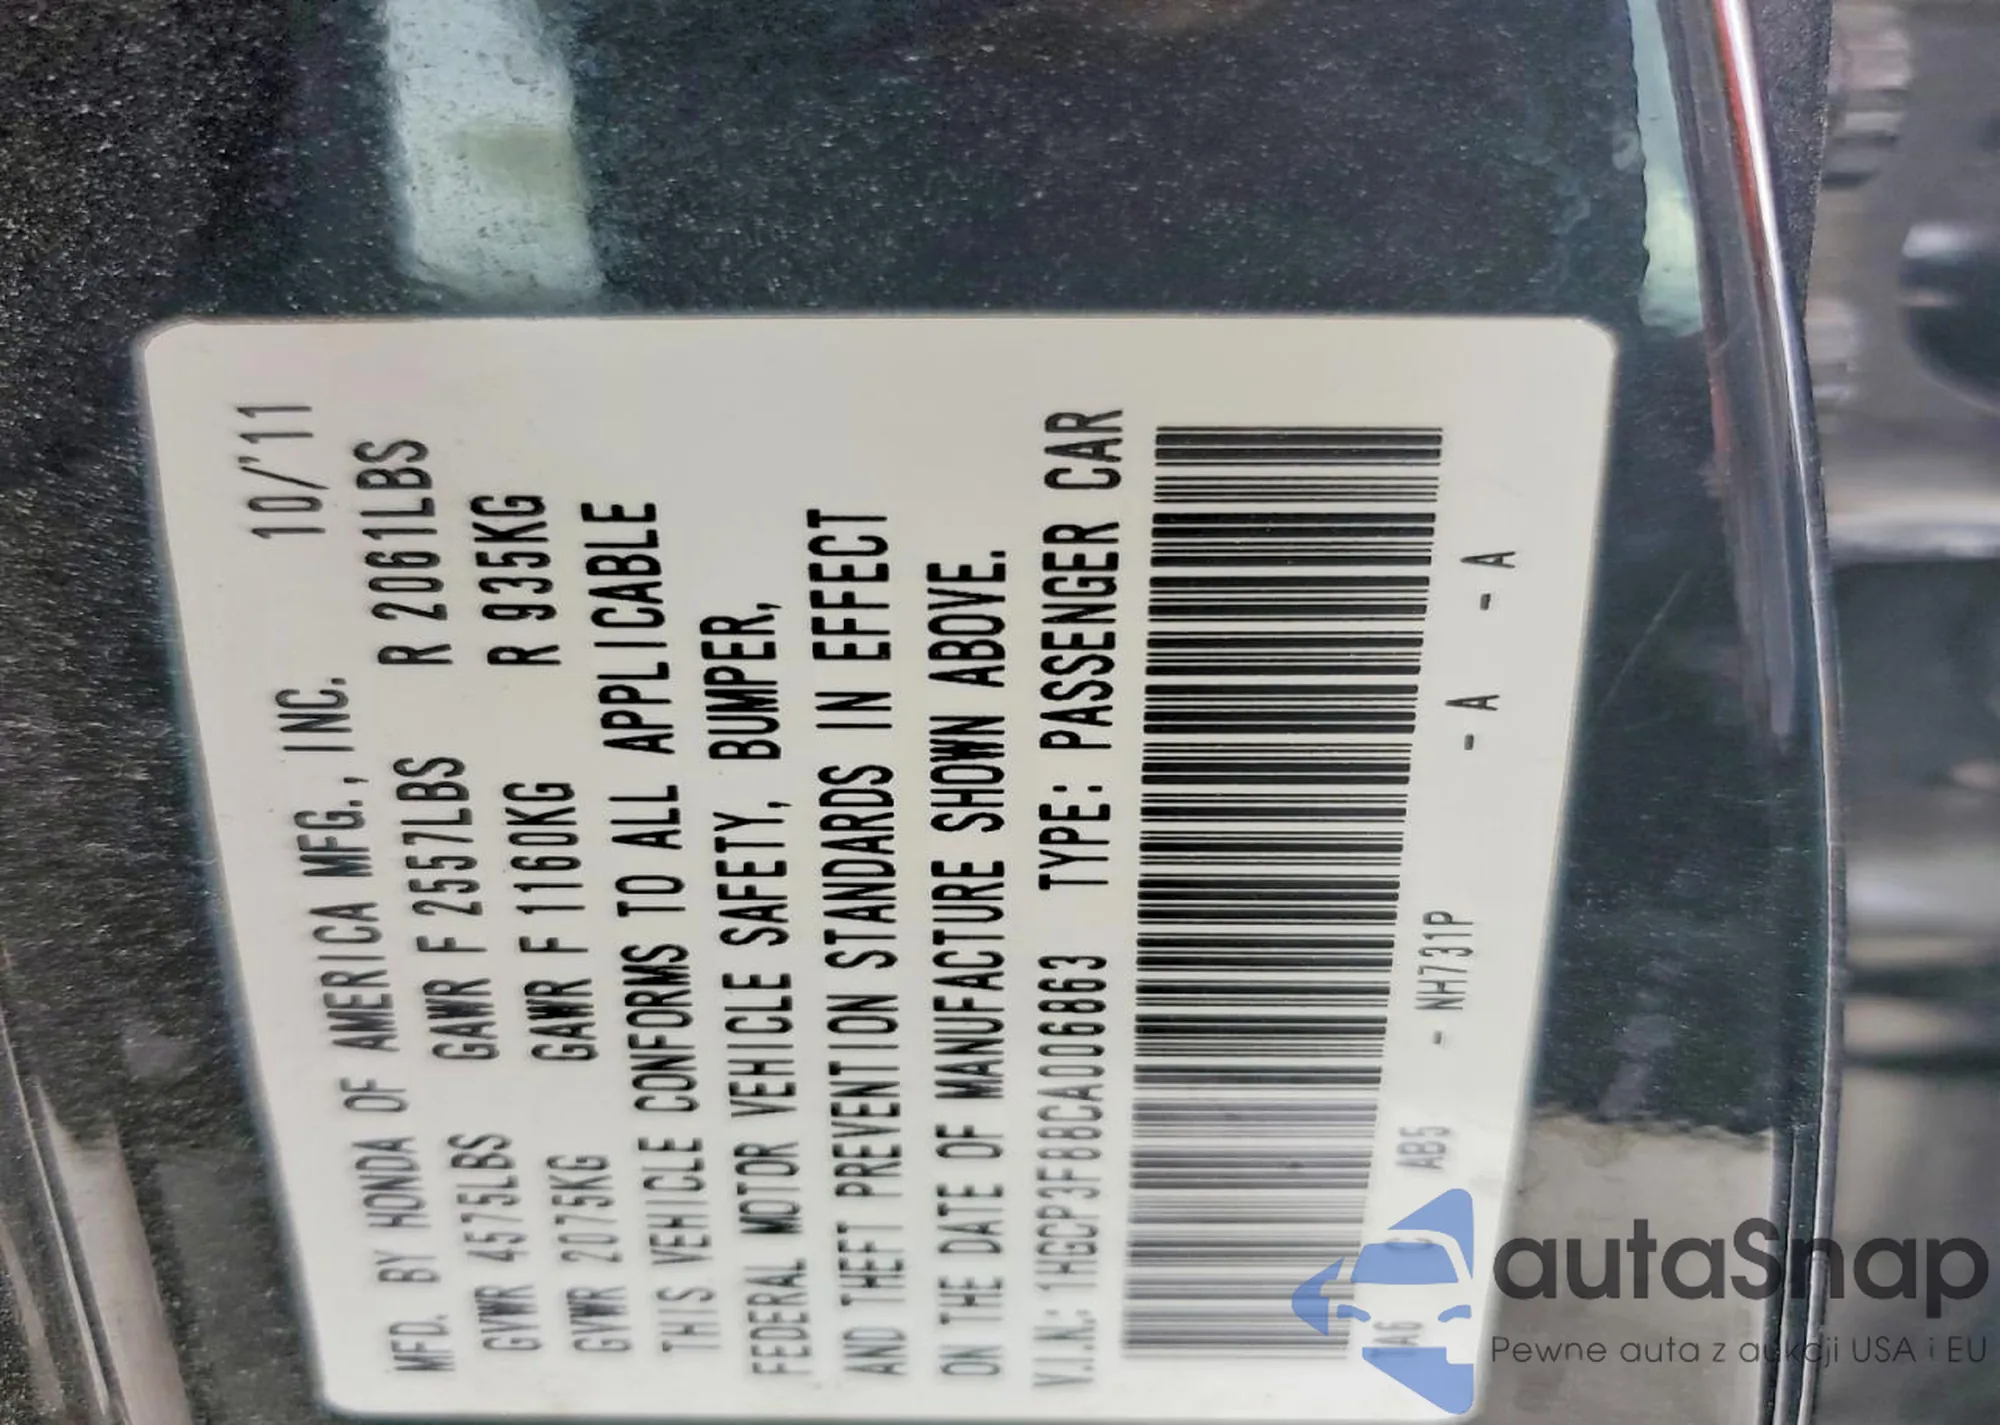 MFD. BY HONDA OF AMERICA MFG., INC. 10/'11
GVWR 4575LBS GAWR F 2557LBS R 2061LBS
GVWR 2075KG GAWR F 1160KG R 935KG
THIS VEHICLE CONFORMS TO ALL APPLICABLE
FEDERAL MOTOR VEHICLE SAFETY, BUMPER,
AND THEFT PREVENTION STANDARDS IN EFFECT
ON THE DATE OF MANUFACTURE SHOWN ABOVE.
V.I.N.: 1HGCP3F88CA006863 TYPE: PASSENGER CAR
AB5 - NH731P - A - A
autaSnap
Pewne auta z aukcji USA i EU